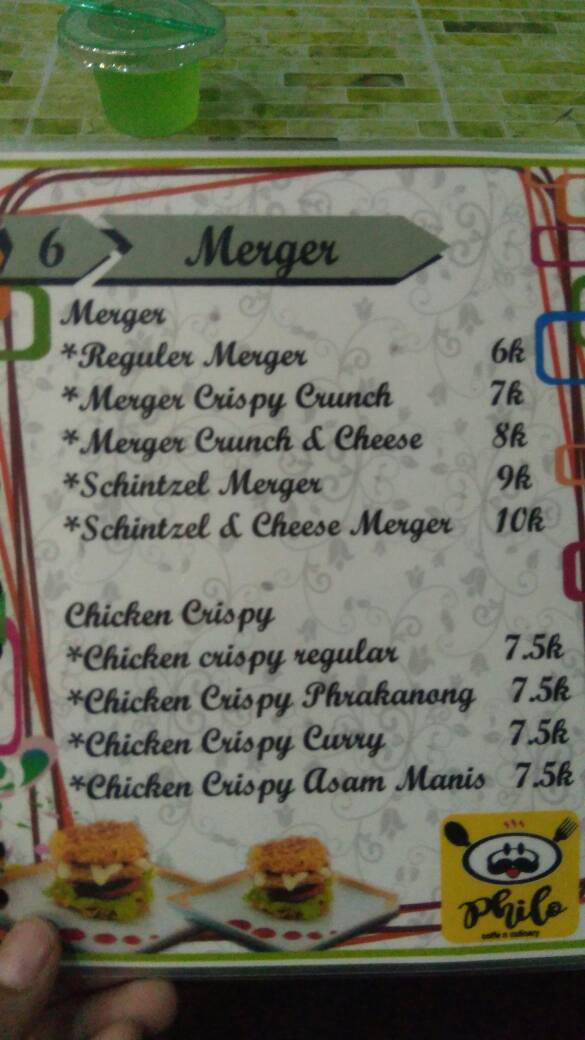 6 Merger
Merger
*Reguler Merger 6k
*Merger Crispy Crunch 7k
*Merger Crunch & Cheese 8k
*Schintzel Merger 9k
*Schintzel & Cheese Merger 10k
Chicken Crispy
*Chicken crispy regular 7.5k
*Chicken Crispy Phrakanong 7.5k
*Chicken Crispy Curry 7.5k
*Chicken Crispy Asam Manis 7.5k
Philo
caffe n culinary